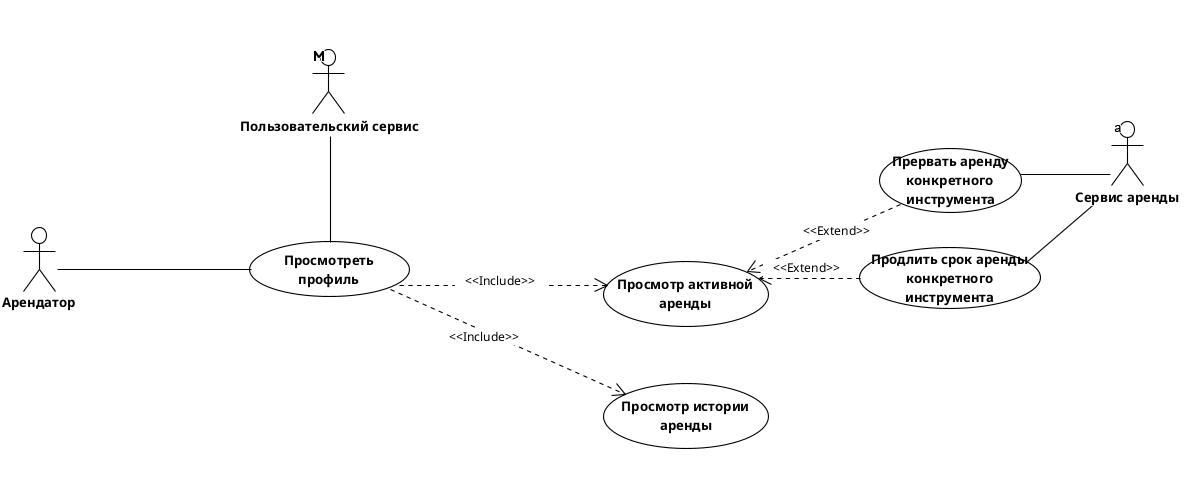 M
Пользовательский сервис
a
Сервис аренды
Прервать аренду
конкретного
инструмента
<<Extend>>
Арендатор
Просмотреть
профиль
<<Include>>
Просмотр активной
аренды
<<Extend>>
Продлить срок аренды
конкретного
инструмента
<<Include>>
Просмотр истории
аренды